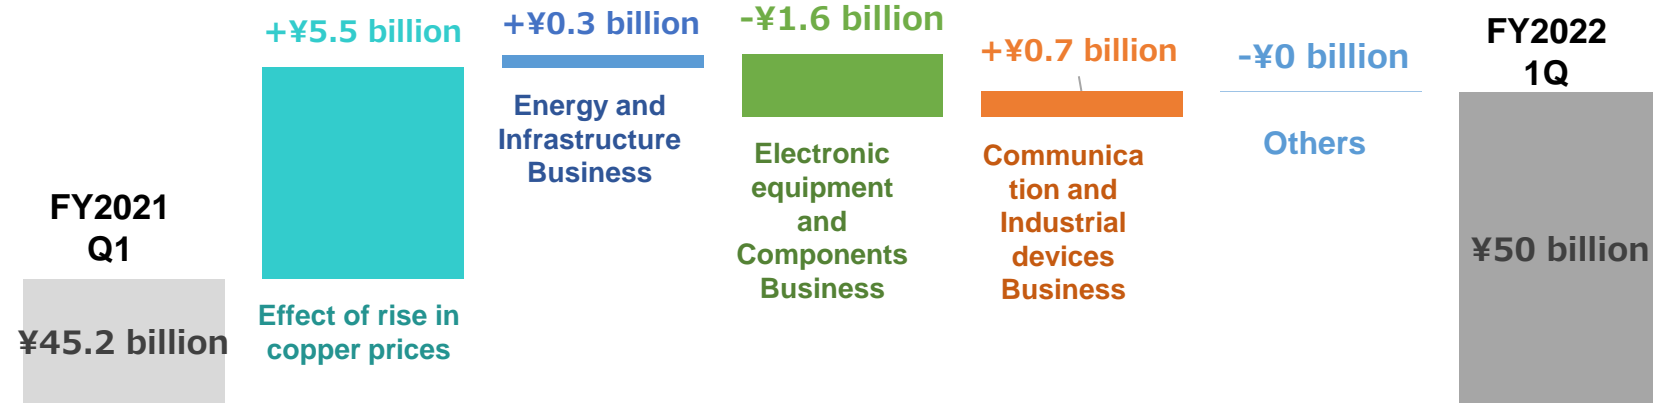 FY2021
Q1
¥45.2 billion
+¥5.5 billion
Effect of rise in
copper prices
+¥0.3 billion
Energy and
Infrastructure
Business
-¥1.6 billion
Electronic
equipment
and
Components
Business
+¥0.7 billion
Communica
tion and
Industrial
devices
Business
-¥0 billion
Others
FY2022
1Q
¥50 billion